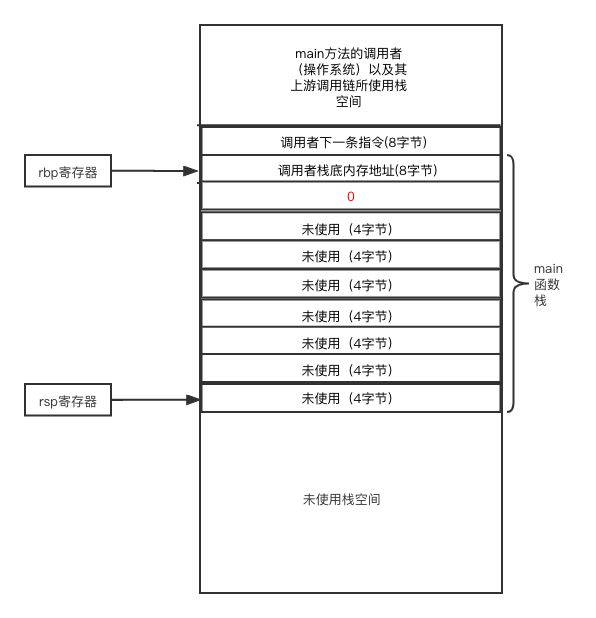 main方法的调用者
（操作系统）以及其
上游调用链所使用栈
空间
调用者下一条指令(8字节)
rbp寄存器
调用者栈底内存地址(8字节)
0
未使用（4字节)
未使用（4字节)
未使用（4字节)
main
函数
栈
未使用（4字节)
未使用（4字节)
未使用（4字节)
rsp寄存器
未使用（4字节)
未使用栈空间